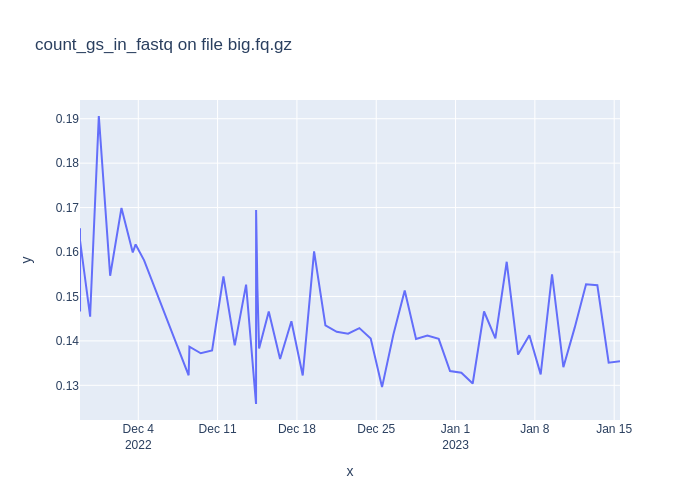 count_gs_in_fastq on file big.fq.gz
0.19
0.18
0.17
0.16
0.15
0.14
0.13
y
Dec 4
2022
Dec 11
Dec 18
Dec 25
Jan 1
2023
Jan 8
Jan 15
x